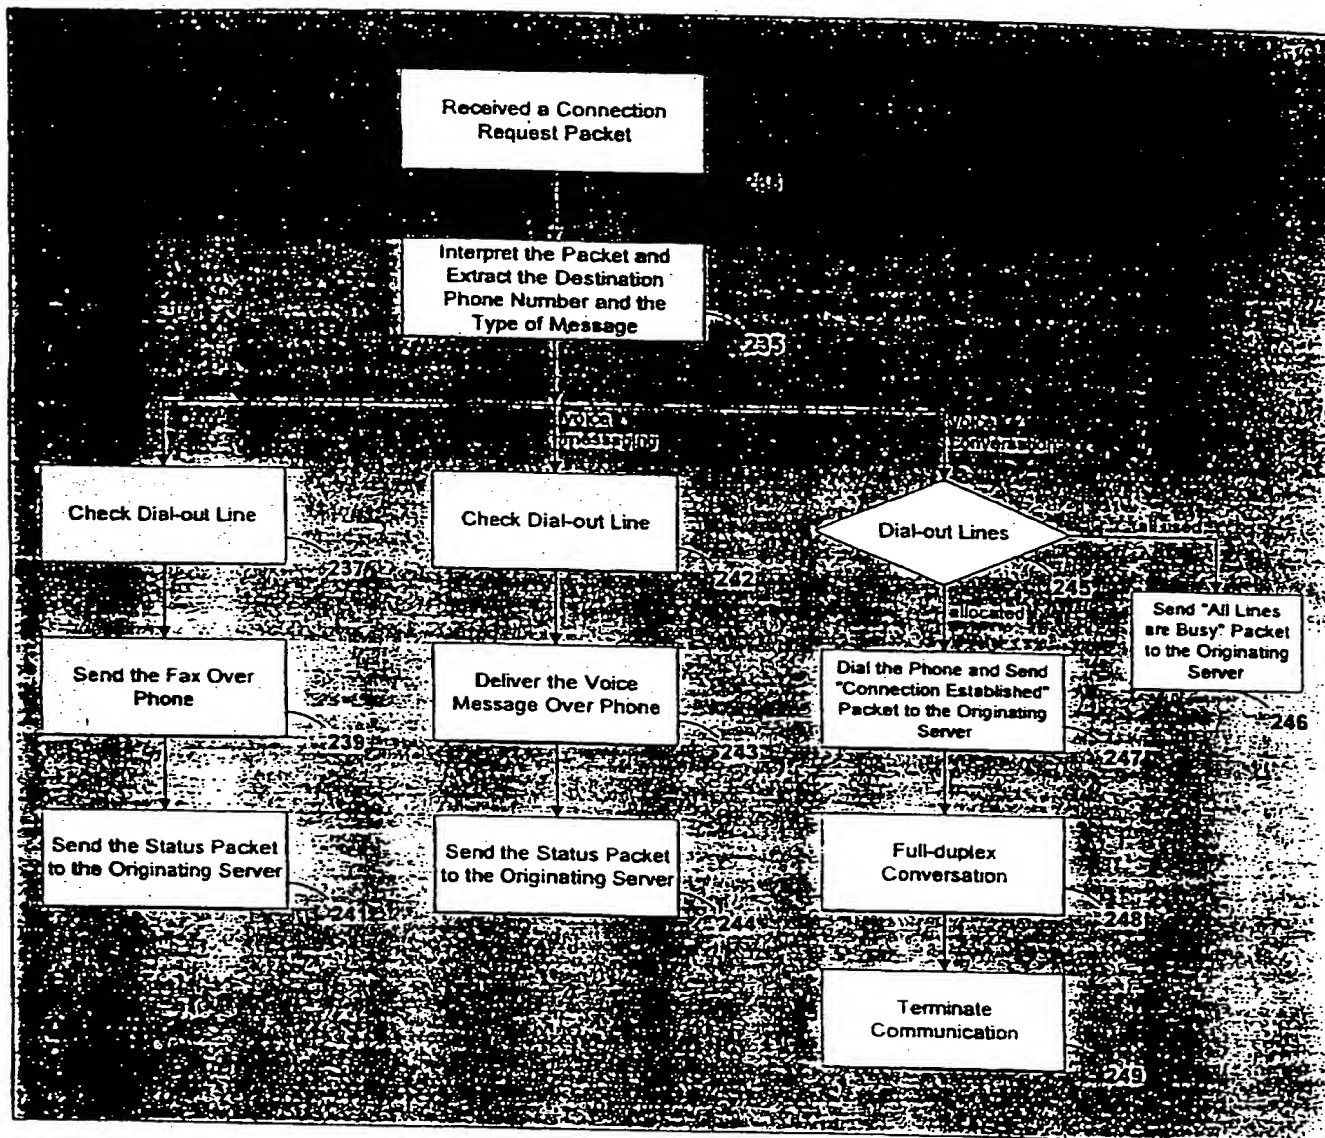 Received a Connection
Request Packet
234
Interpret the Packet and
Extract the Destination
Phone Number and the
Type of Message
235
voice
messaging
voice
conversation
Check Dial-out Line
237
Check Dial-out Line
242
Dial-out Lines
245
all used
allocated
Send "All Lines
are Busy" Packet
to the Originating
Server
246
Send the Fax Over
Phone
239
Deliver the Voice
Message Over Phone
243
Dial the Phone and Send
"Connection Established"
Packet to the Originating
Server
247
Send the Status Packet
to the Originating Server
241
Send the Status Packet
to the Originating Server
244
Full-duplex
Conversation
248
Terminate
Communication
249